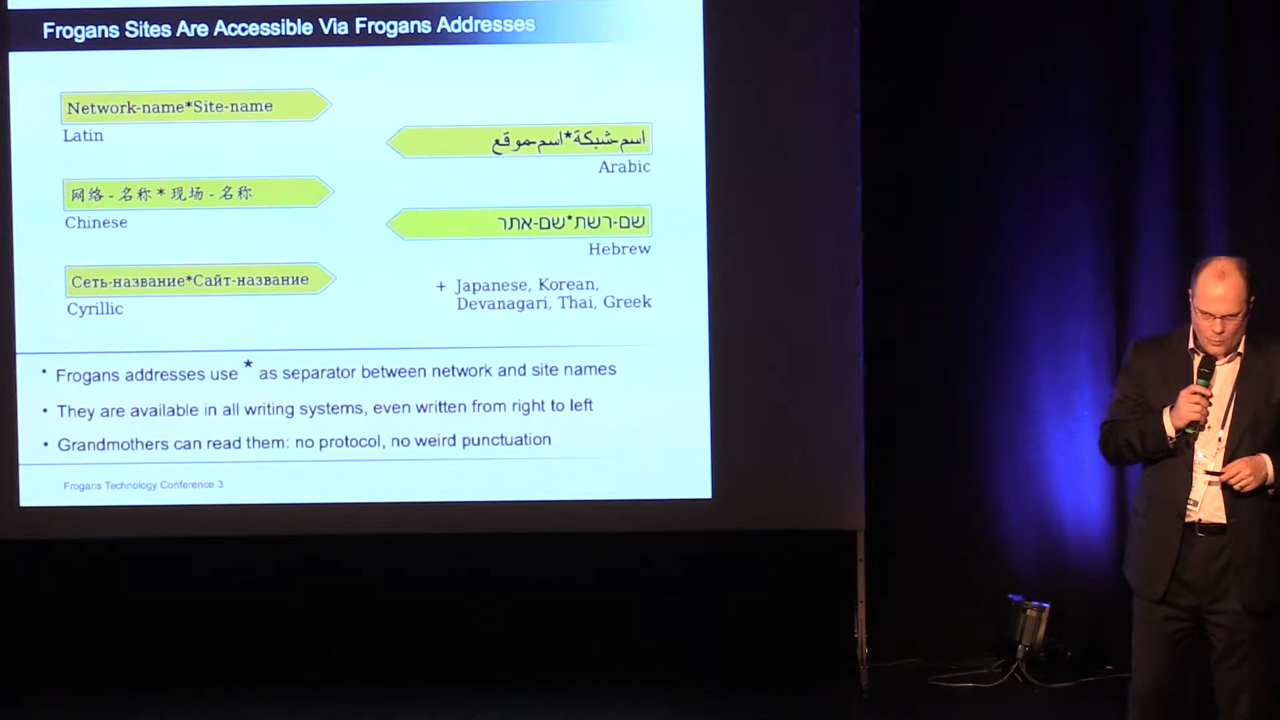 Frogans Sites Are Accessible Via Frogans Addresses
Network-name*Site-name
Latin
اسم-شبكة*اسم-موقع
Arabic
网络-名称*现场-名称
Chinese
שם-רשת*שם-אתר
Hebrew
Сеть-название*Сайт-название
Cyrillic
+ Japanese, Korean,
Devanagari, Thai, Greek
• Frogans addresses use * as separator between network and site names
• They are available in all writing systems, even written from right to left
• Grandmothers can read them: no protocol, no weird punctuation
Frogans Technology Conference 3